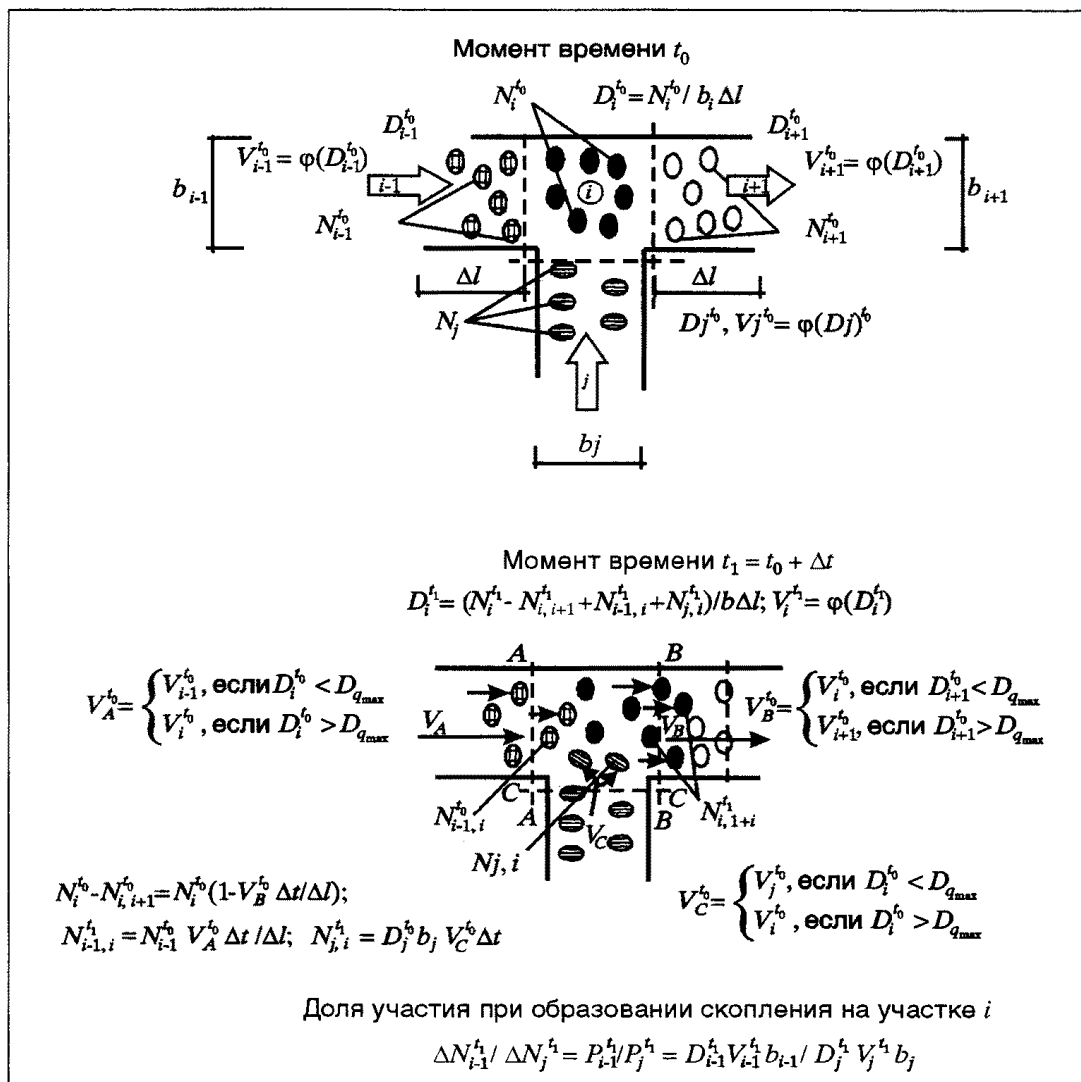 Момент времени t₀
N_i^{t₀} D_i^{t₀} = N_i^{t₀} / b_i Δl
D_{i-1}^{t₀} D_{i+1}^{t₀}
V_{i-1}^{t₀} = φ(D_{i-1}^{t₀}) V_{i+1}^{t₀} = φ(D_{i+1}^{t₀})
i-1 i i+1
b_{i-1} b_{i+1}
N_{i-1}^{t₀} N_{i+1}^{t₀}
Δl Δl
N_j Dj^{t₀}, Vj^{t₀} = φ(Dj)^{t₀}
j
bj
Момент времени t₁ = t₀ + Δt
D_i^{t₁} = (N_i^{t₁} - N_{i, i+1}^{t₁} + N_{i-1, i}^{t₁} + N_{j, i}^{t₁})/bΔl; V_i^{t₁} = φ(D_i^{t₁})
A B
V_A^{t₀} = { V_{i-1}^{t₀}, если D_i^{t₀} < D_{q_max}
V_i^{t₀}, если D_i^{t₀} > D_{q_max}
V_A V_B
V_B^{t₀} = { V_i^{t₀}, если D_{i+1}^{t₀} < D_{q_max}
V_{i+1}^{t₀}, если D_{i+1}^{t₀} > D_{q_max}
C C
N_{i-1, i}^{t₀} A B N_{i, 1+i}^{t₁}
Nj, i V_C
N_i^{t₀} - N_{i, i+1}^{t₀} = N_i^{t₀} (1 - V_B^{t₀} Δt/Δl);
N_{i-1, i}^{t₁} = N_{i-1}^{t₀} V_A^{t₀} Δt /Δl; N_{j, i}^{t₁} = D_j^{t₀} b_j V_C^{t₀} Δt
V_C^{t₀} = { V_j^{t₀}, если D_i^{t₀} < D_{q_max}
V_i^{t₀}, если D_i^{t₀} > D_{q_max}
Доля участия при образовании скопления на участке i
ΔN_{i-1}^{t₁} / ΔN_j^{t₁} = P_{i-1}^{t₁}/P_j^{t₁} = D_{i-1}^{t₁} V_{i-1}^{t₁} b_{i-1} / D_j^{t₁} V_j^{t₁} b_j